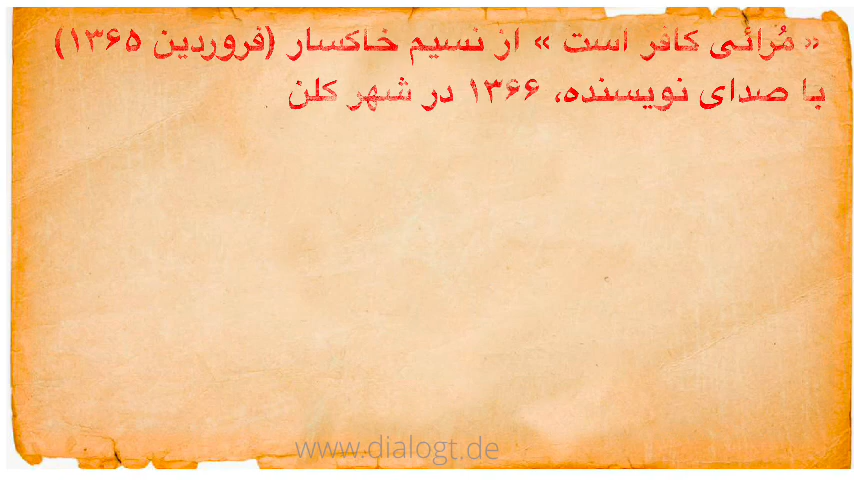 « مُرائی کافر است » از نسیم خاکسار (فروردین ۱۳۶۵)
با صدای نویسنده، ۱۳۶۶ در شهر کلن
www.dialogt.de